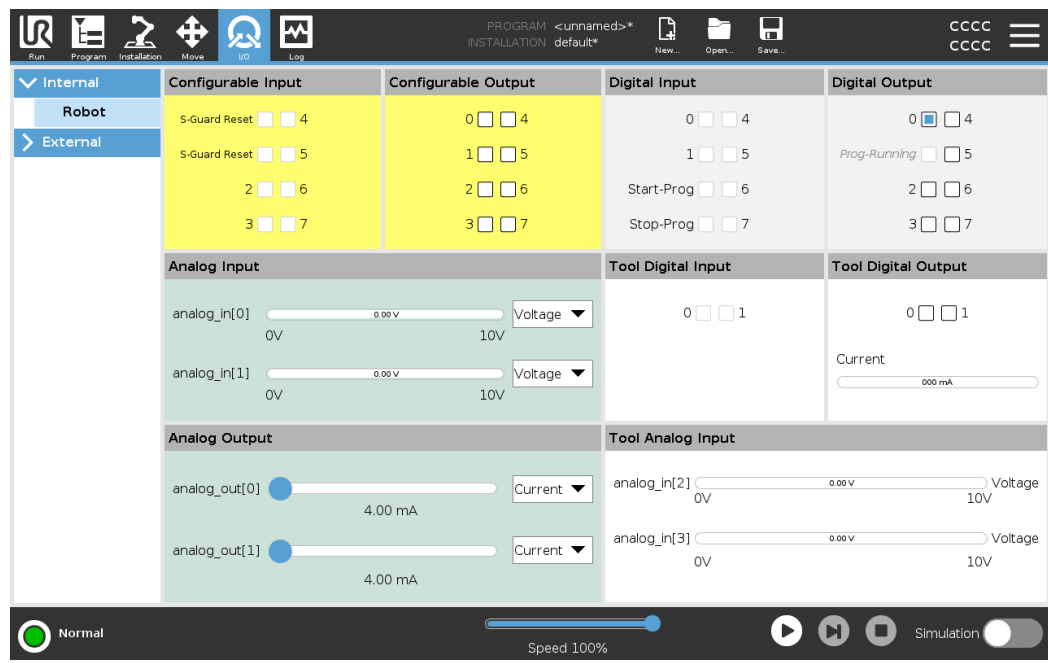 PROGRAM <unnamed>*
INSTALLATION default*
UR
Run
Program
Installation
Move
I/O
Log
New...
Open...
Save...
CCCC
CCCC
Internal
Robot
External
Configurable Input
S-Guard Reset 4
S-Guard Reset 5
2 6
3 7
Configurable Output
0 4
1 5
2 6
3 7
Digital Input
0 4
1 5
Start-Prog 6
Stop-Prog 7
Digital Output
0 4
Prog-Running 5
2 6
3 7
Analog Input
analog_in[0] 0.00 V Voltage
0V 10V
analog_in[1] 0.00 V Voltage
0V 10V
Tool Digital Input
0 1
Tool Digital Output
0 1
Current
000 mA
Analog Output
analog_out[0] Current
4.00 mA
analog_out[1] Current
4.00 mA
Tool Analog Input
analog_in[2] 0.00 V Voltage
0V 10V
analog_in[3] 0.00 V Voltage
0V 10V
Normal
Speed 100%
Simulation